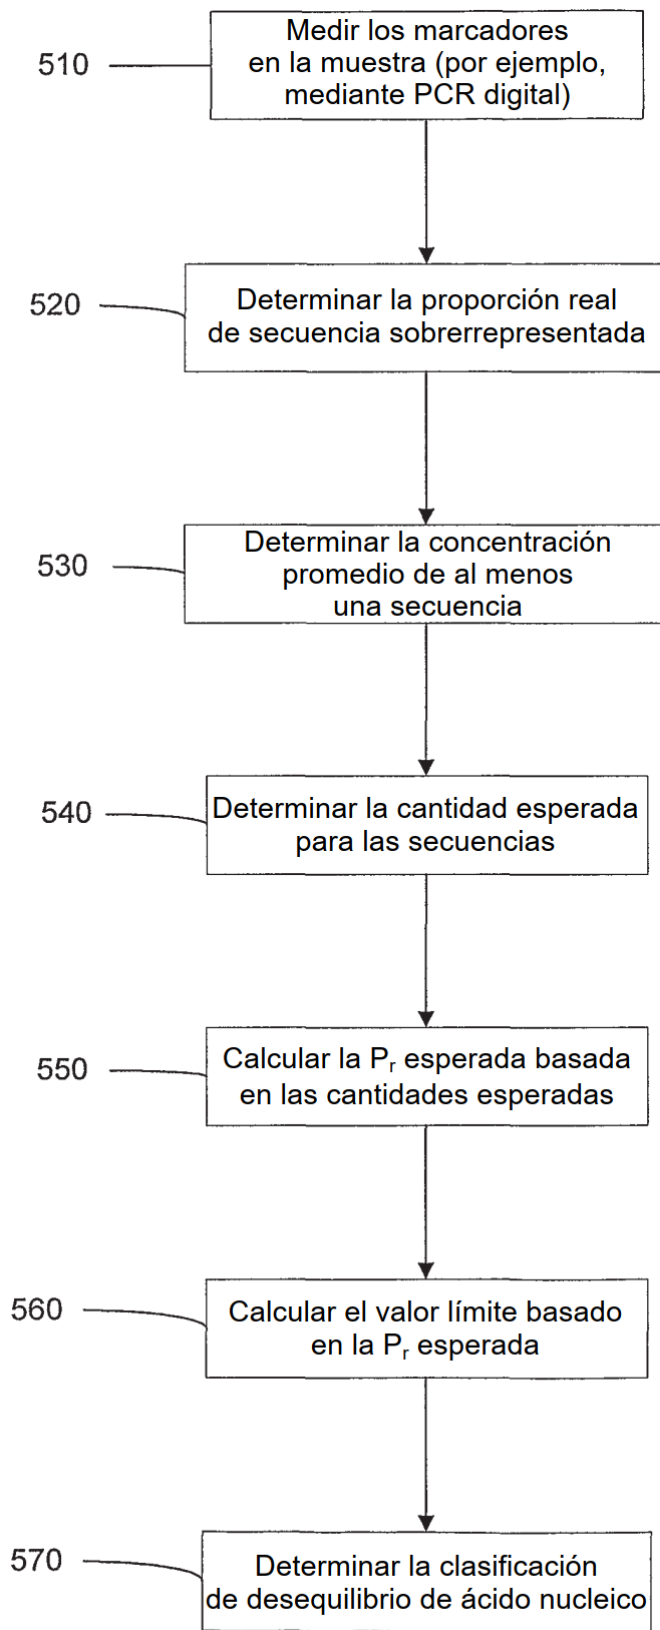 510
Medir los marcadores
en la muestra (por ejemplo,
mediante PCR digital)
520
Determinar la proporción real
de secuencia sobrerrepresentada
530
Determinar la concentración
promedio de al menos
una secuencia
540
Determinar la cantidad esperada
para las secuencias
550
Calcular la Pr esperada basada
en las cantidades esperadas
560
Calcular el valor límite basado
en la Pr esperada
570
Determinar la clasificación
de desequilibrio de ácido nucleico